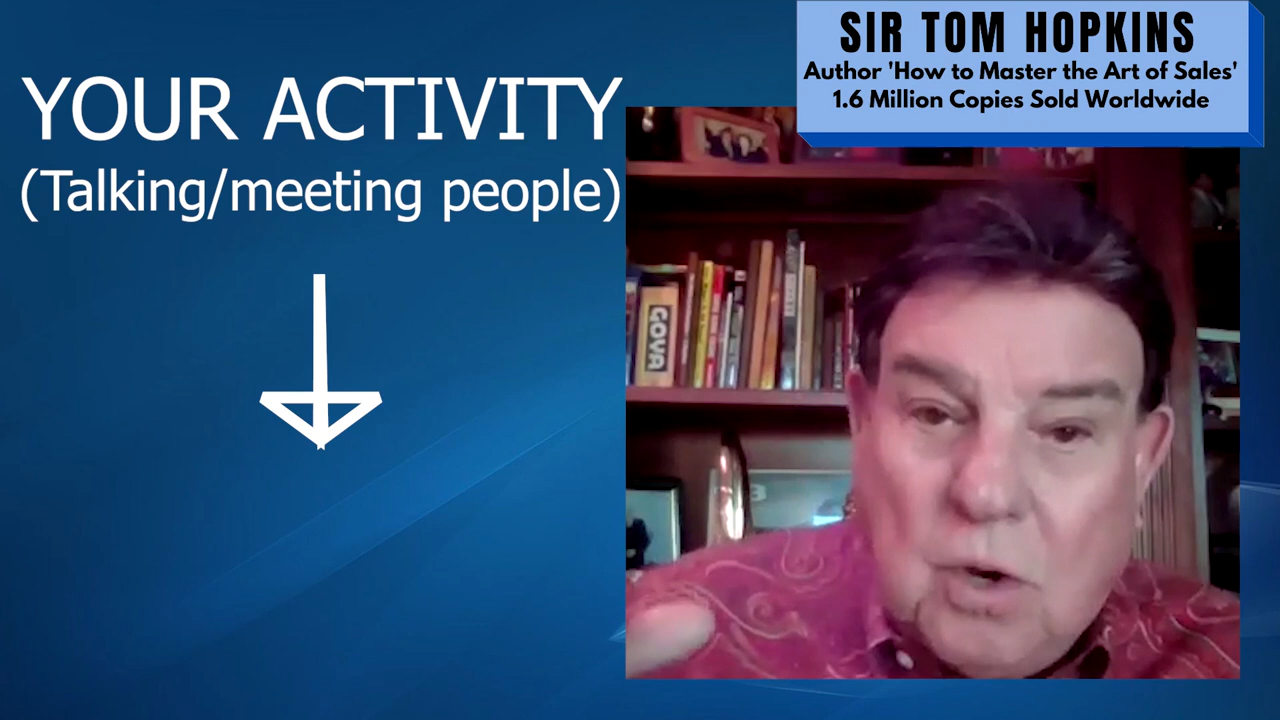 SIR TOM HOPKINS
Author 'How to Master the Art of Sales'
1.6 Million Copies Sold Worldwide
YOUR ACTIVITY
(Talking/meeting people)
GOYA